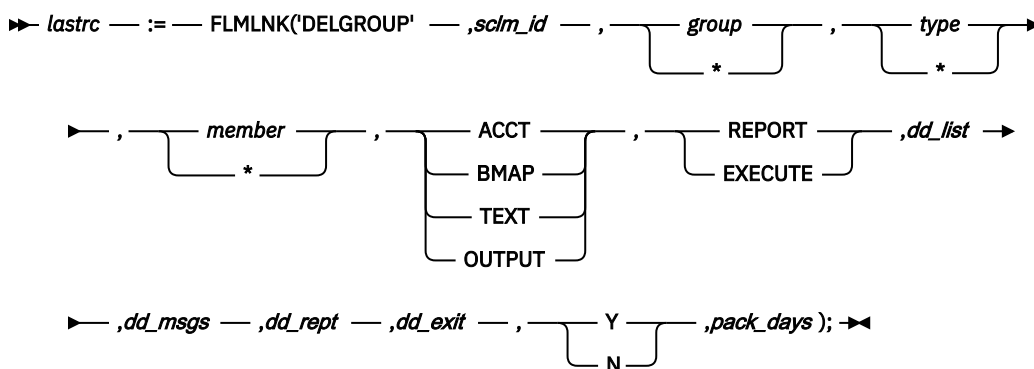 lastrc := FLMLNK('DELGROUP' ,sclm_id , group , type
* *
, member , ACCT , REPORT ,dd_list
* BMAP EXECUTE
TEXT
OUTPUT
,dd_msgs ,dd_rept ,dd_exit , Y ,pack_days );
N